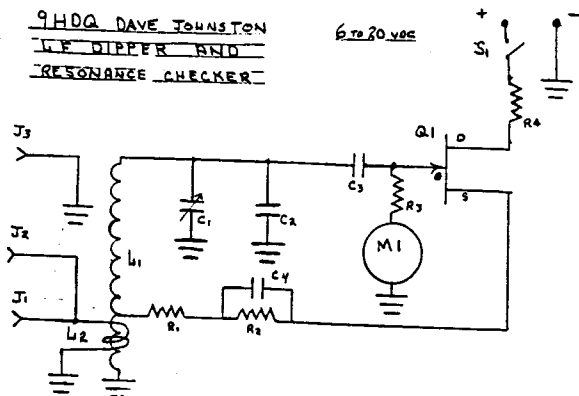 9HDQ DAVE JOHNSTON
LF DIPPER AND
RESONANCE CHECKER
6 TO 20 VDC
+ -
S1
R4
Q1
D
G
S
J3
J2
J1
L1
L2
C1
C2
C3
R3
M1
C4
R1
R2